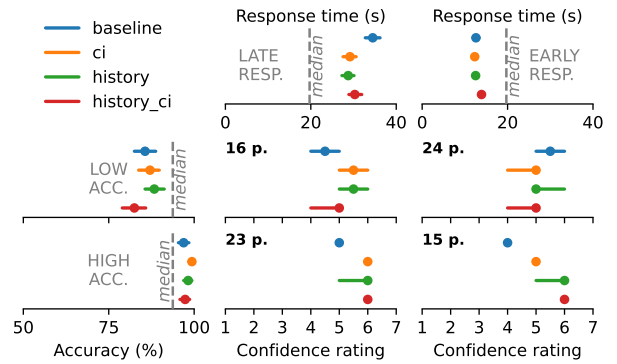 baseline
ci
history
history_ci
Response time (s)
Response time (s)
LATE
RESP.
median
median
EARLY
RESP.
0 20 40
0 20 40
LOW
ACC.
median
16 p.
24 p.
HIGH
ACC.
median
23 p.
15 p.
50 75 100
1 2 3 4 5 6 7
1 2 3 4 5 6 7
Accuracy (%)
Confidence rating
Confidence rating